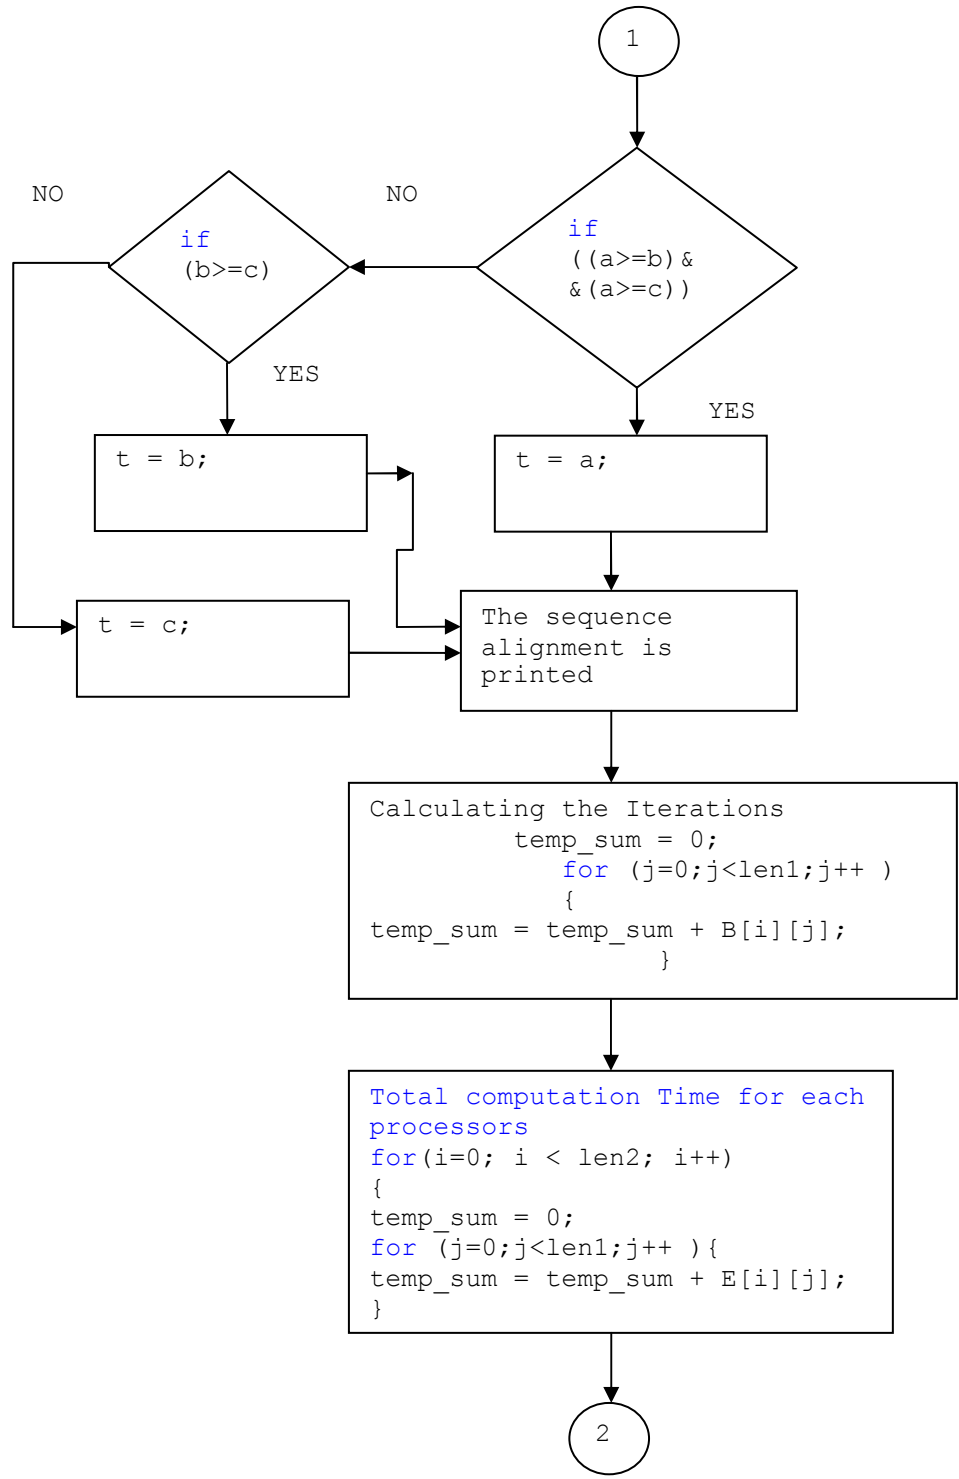 1
NO
NO
if
(b>=c)
if
((a>=b)&
&(a>=c))
YES
YES
t = b;
t = a;
t = c;
The sequence
alignment is
printed
Calculating the Iterations
temp_sum = 0;
for (j=0;j<len1;j++ )
{
temp_sum = temp_sum + B[i][j];
}
Total computation Time for each
processors
for(i=0; i < len2; i++)
{
temp_sum = 0;
for (j=0;j<len1;j++ ){
temp_sum = temp_sum + E[i][j];
}
2